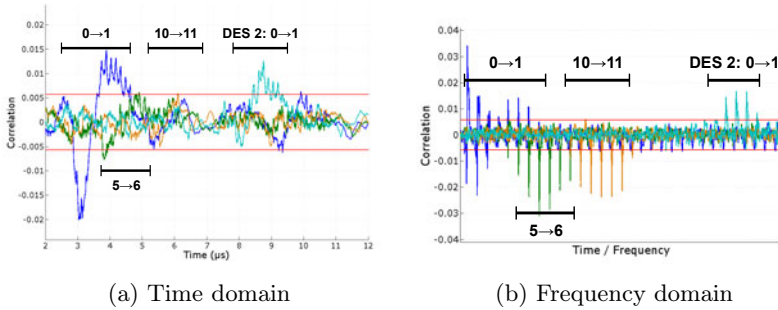 0→1
10→11
DES 2: 0→1
0.02
0.015
0.01
0.005
0
-0.005
-0.01
-0.015
-0.02
Correlation
5→6
2 3 4 5 6 7 8 9 10 11 12
Time (µs)
(a) Time domain
0.04
0.03
0.02
0.01
0
-0.01
-0.02
-0.03
-0.04
Correlation
0→1
10→11
DES 2: 0→1
5→6
Time / Frequency
(b) Frequency domain